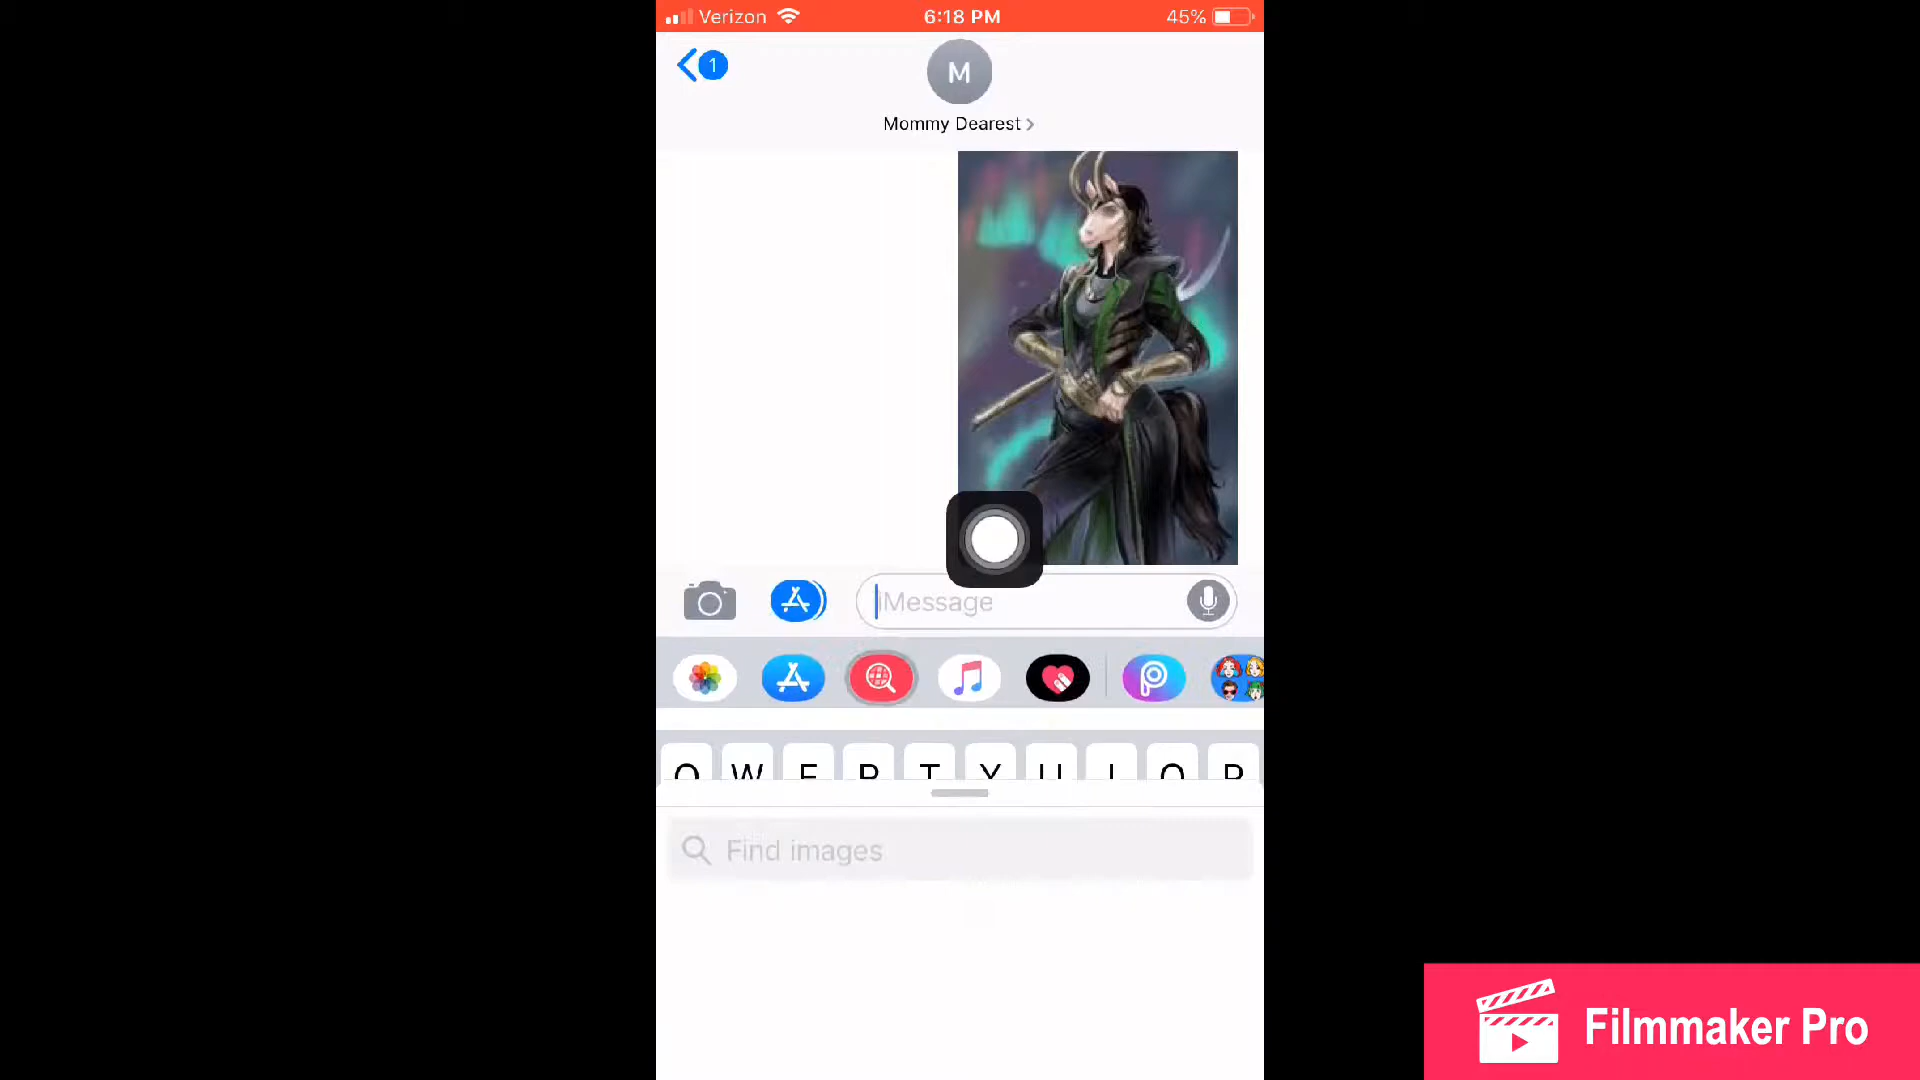 Verizon 6:18 PM 45%
1
M
Mommy Dearest
iMessage
Q W E R T Y U I O P
Find images
Filmmaker Pro